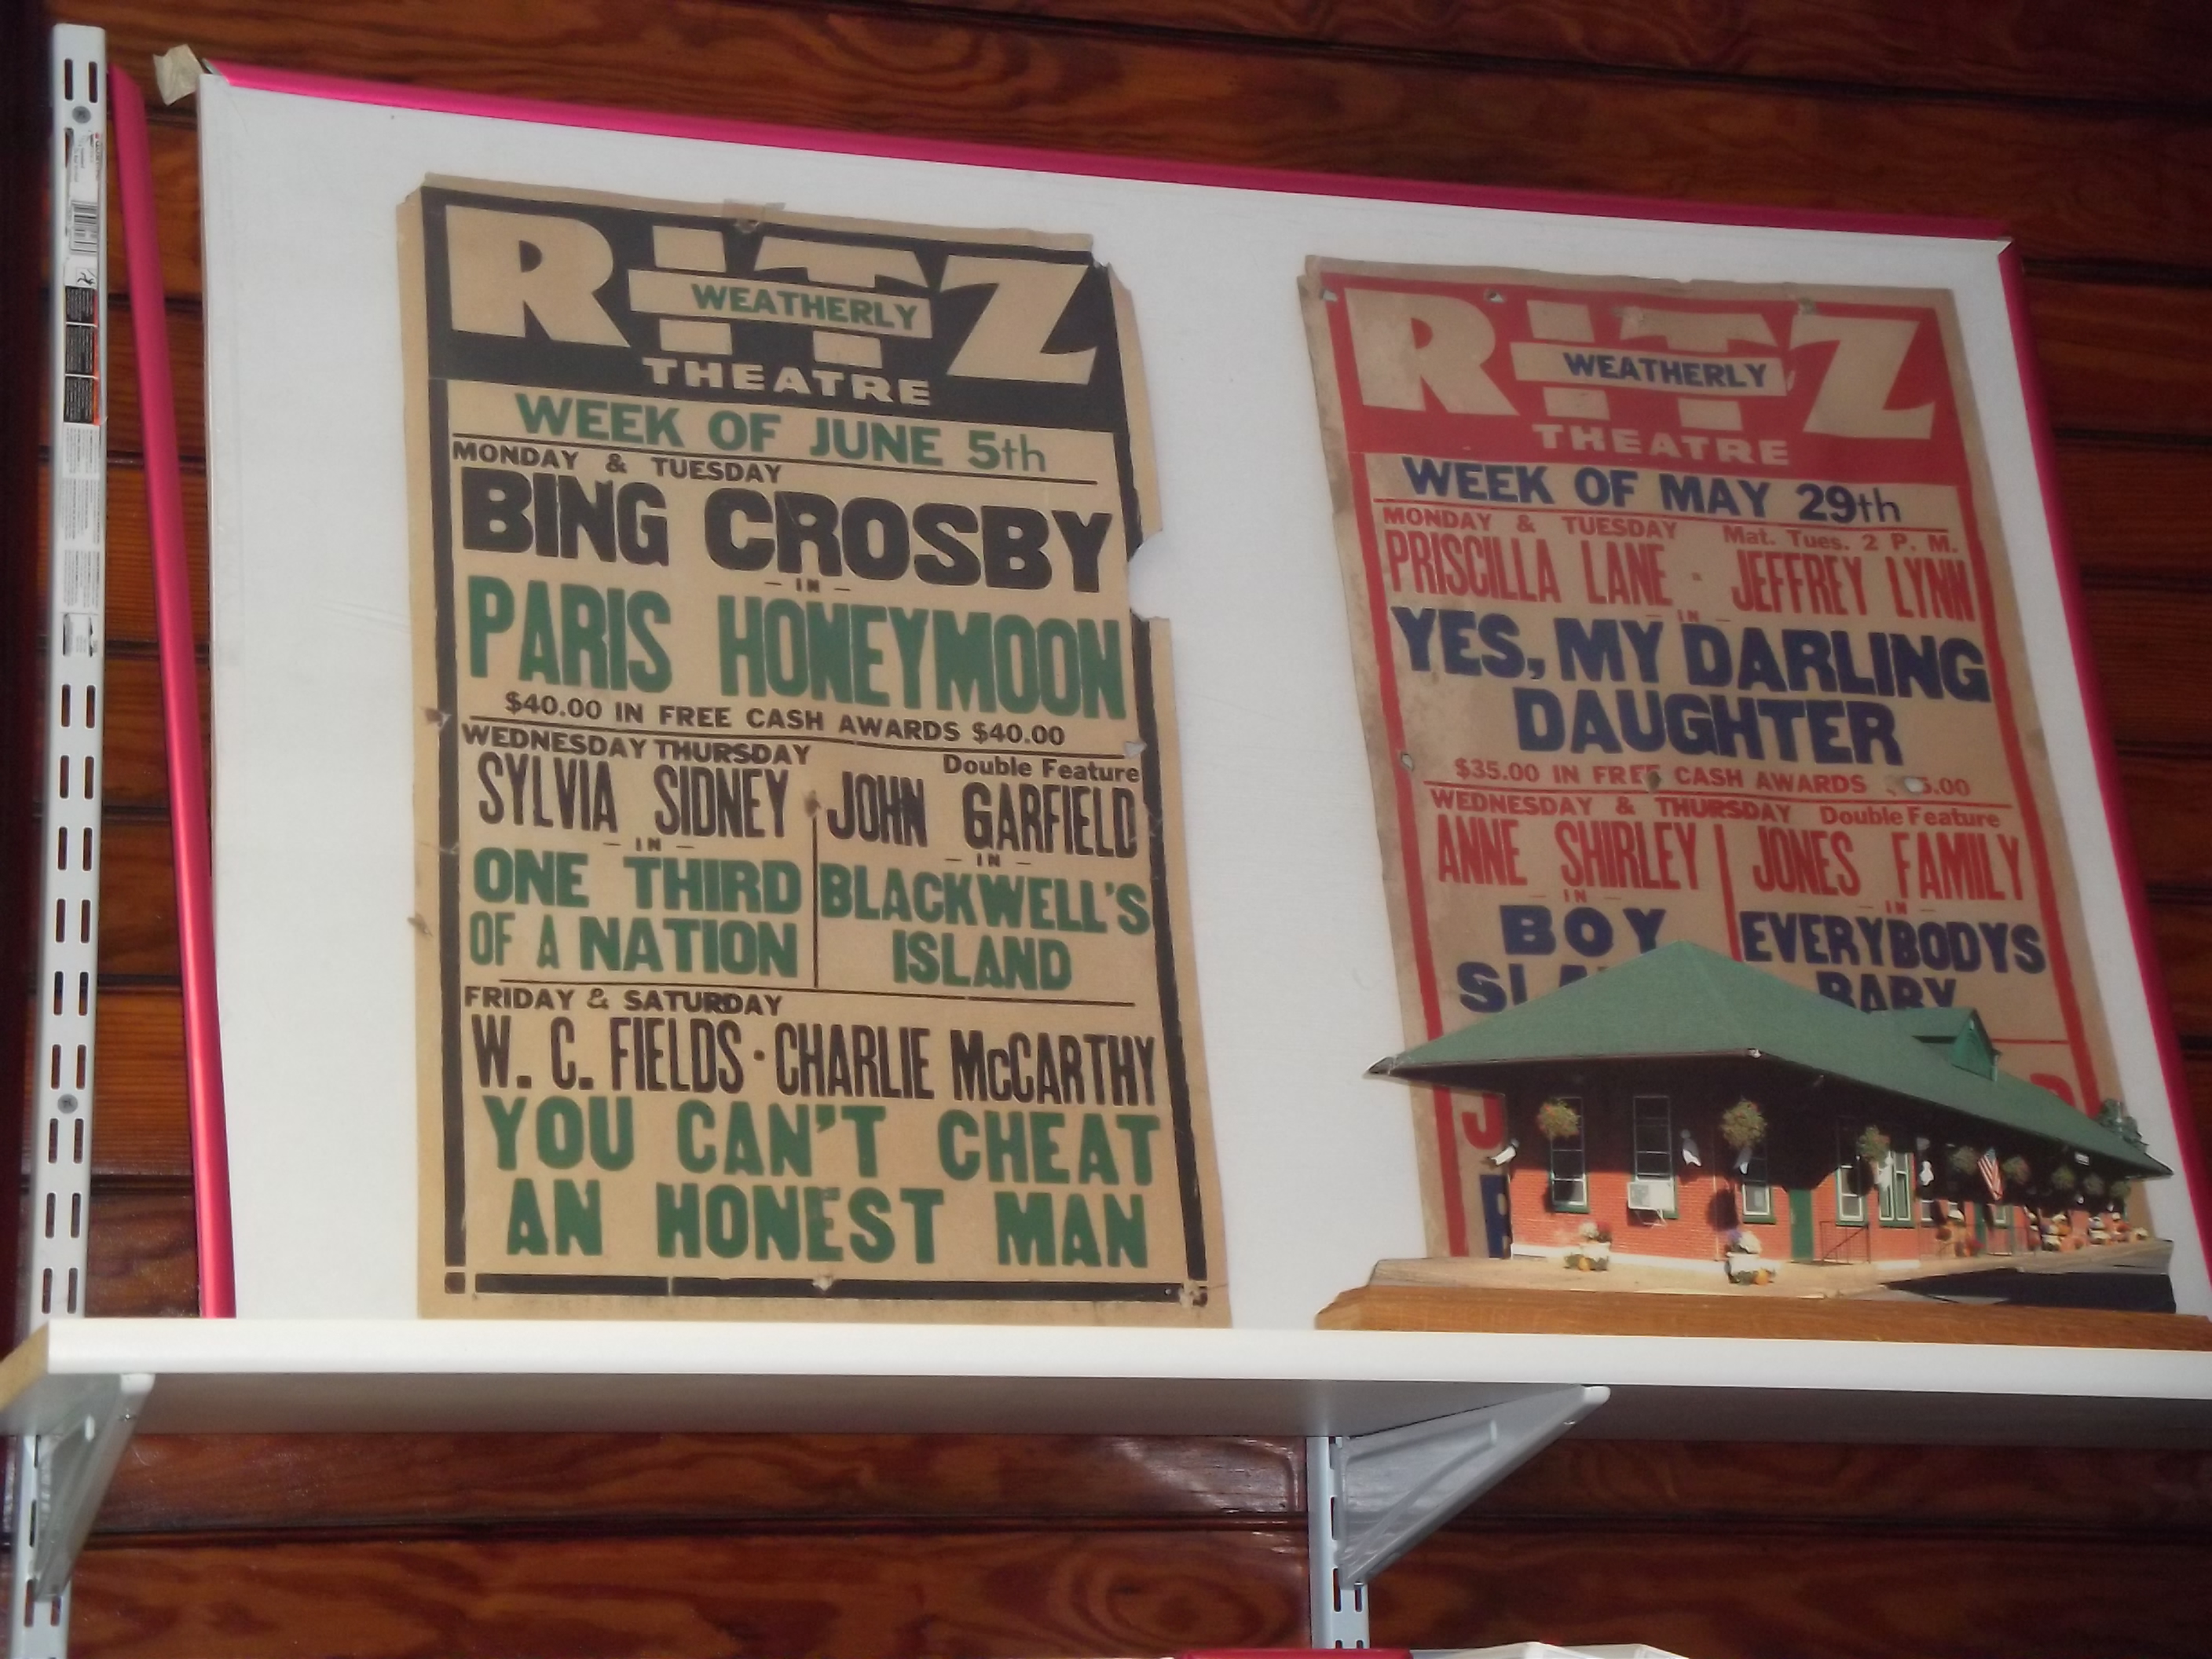 RITZ
WEATHERLY
THEATRE
WEEK OF JUNE 5th
MONDAY & TUESDAY
BING CROSBY
- IN -
PARIS HONEYMOON
$40.00 IN FREE CASH AWARDS $40.00
WEDNESDAY THURSDAY
Double Feature
SYLVIA SIDNEY
- IN -
ONE THIRD
OF A NATION
JOHN GARFIELD
- IN -
BLACKWELL'S
ISLAND
FRIDAY & SATURDAY
W. C. FIELDS · CHARLIE McCARTHY
YOU CAN'T CHEAT
AN HONEST MAN
RITZ
WEATHERLY
THEATRE
WEEK OF MAY 29th
MONDAY & TUESDAY Mat. Tues. 2 P. M.
PRISCILLA LANE - JEFFREY LYNN
- IN -
YES, MY DARLING
DAUGHTER
$35.00 IN FREE CASH AWARDS 5.00
WEDNESDAY & THURSDAY Double Feature
ANNE SHIRLEY
- IN -
BOY
SLA
JONES FAMILY
- IN -
EVERYBODYS
BABY